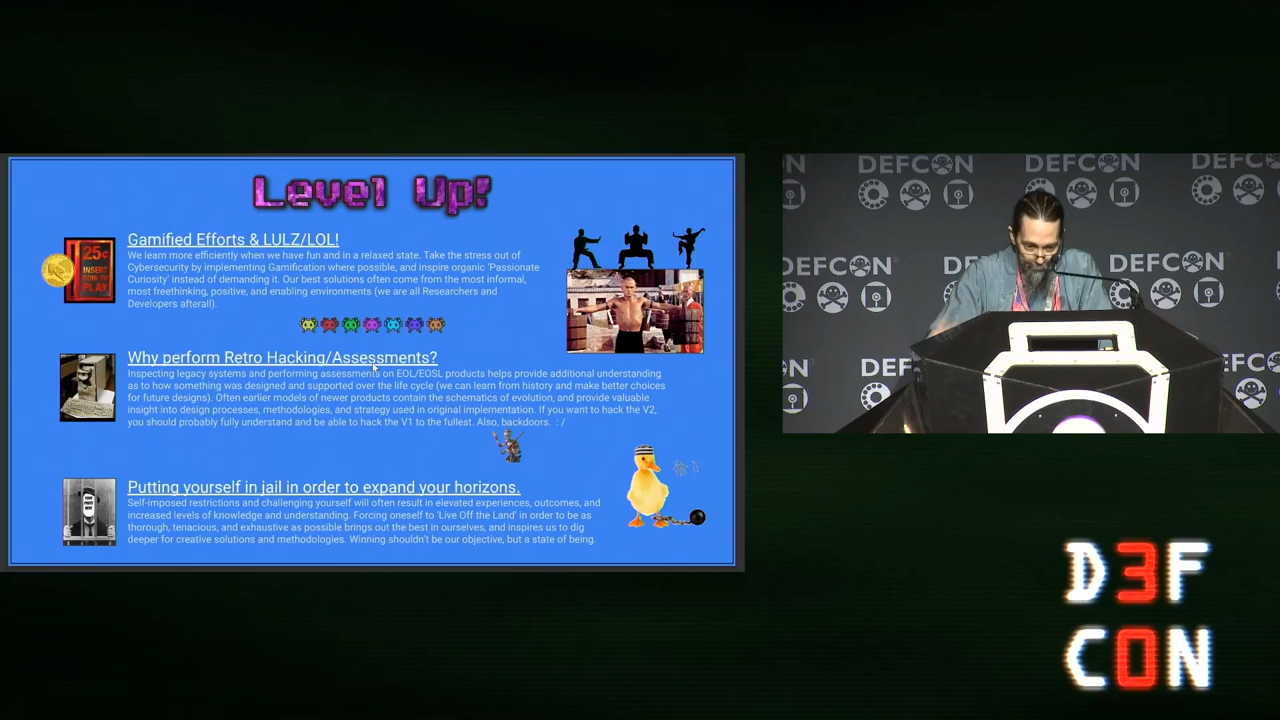 Level Up!
Gamified Efforts & LULZ/LOL!
We learn more efficiently when we have fun and in a relaxed state. Take the stress out of
Cybersecurity by implementing Gamification where possible, and inspire organic 'Passionate
Curiosity' instead of demanding it. Our best solutions often come from the most informal,
most freethinking, positive, and enabling environments (we are all Researchers and
Developers afterall).
25¢
INSERT
COIN TO
PLAY
Why perform Retro Hacking/Assessments?
Inspecting legacy systems and performing assessments on EOL/EOSL products helps provide additional understanding
as to how something was designed and supported over the life cycle (we can learn from history and make better choices
for future designs). Often earlier models of newer products contain the schematics of evolution, and provide valuable
insight into design processes, methodologies, and strategy used in original implementation. If you want to hack the V2,
you should probably fully understand and be able to hack the V1 to the fullest. Also, backdoors. : /
Putting yourself in jail in order to expand your horizons.
Self-imposed restrictions and challenging yourself will often result in elevated experiences, outcomes, and
increased levels of knowledge and understanding. Forcing oneself to 'Live Off the Land' in order to be as
thorough, tenacious, and exhaustive as possible brings out the best in ourselves, and inspires us to dig
deeper for creative solutions and methodologies. Winning shouldn't be our objective, but a state of being.
N DEFCON DEFCON DEFCON
DEFCON DEFCON
D3F
C0N